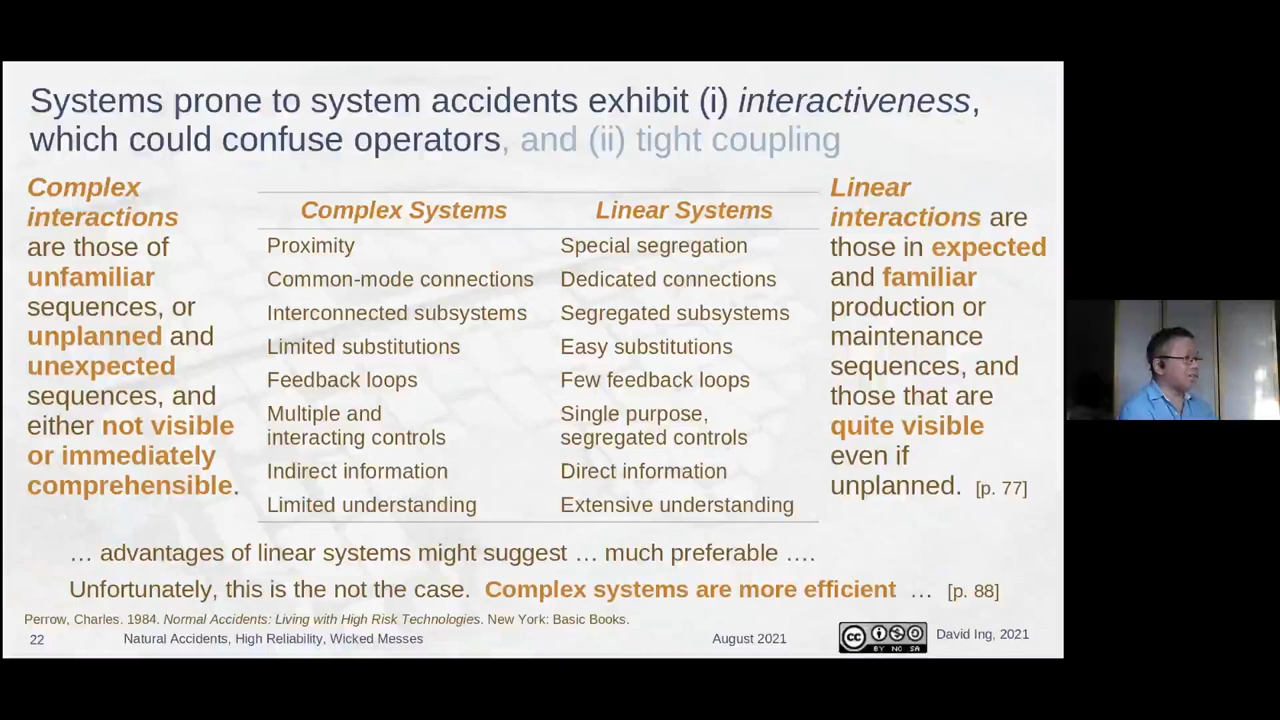 Systems prone to system accidents exhibit (i) interactiveness,
which could confuse operators, and (ii) tight coupling
Complex
interactions
are those of
unfamiliar
sequences, or
unplanned and
unexpected
sequences, and
either not visible
or immediately
comprehensible.
Complex Systems Linear Systems
Proximity Special segregation
Common-mode connections Dedicated connections
Interconnected subsystems Segregated subsystems
Limited substitutions Easy substitutions
Feedback loops Few feedback loops
Multiple and Single purpose,
interacting controls segregated controls
Indirect information Direct information
Limited understanding Extensive understanding
Linear
interactions are
those in expected
and familiar
production or
maintenance
sequences, and
those that are
quite visible
even if
unplanned. [p. 77]
… advantages of linear systems might suggest … much preferable ….
Unfortunately, this is the not the case. Complex systems are more efficient … [p. 88]
Perrow, Charles. 1984. Normal Accidents: Living with High Risk Technologies. New York: Basic Books.
22 Natural Accidents, High Reliability, Wicked Messes August 2021 David Ing, 2021
cc BY NC SA